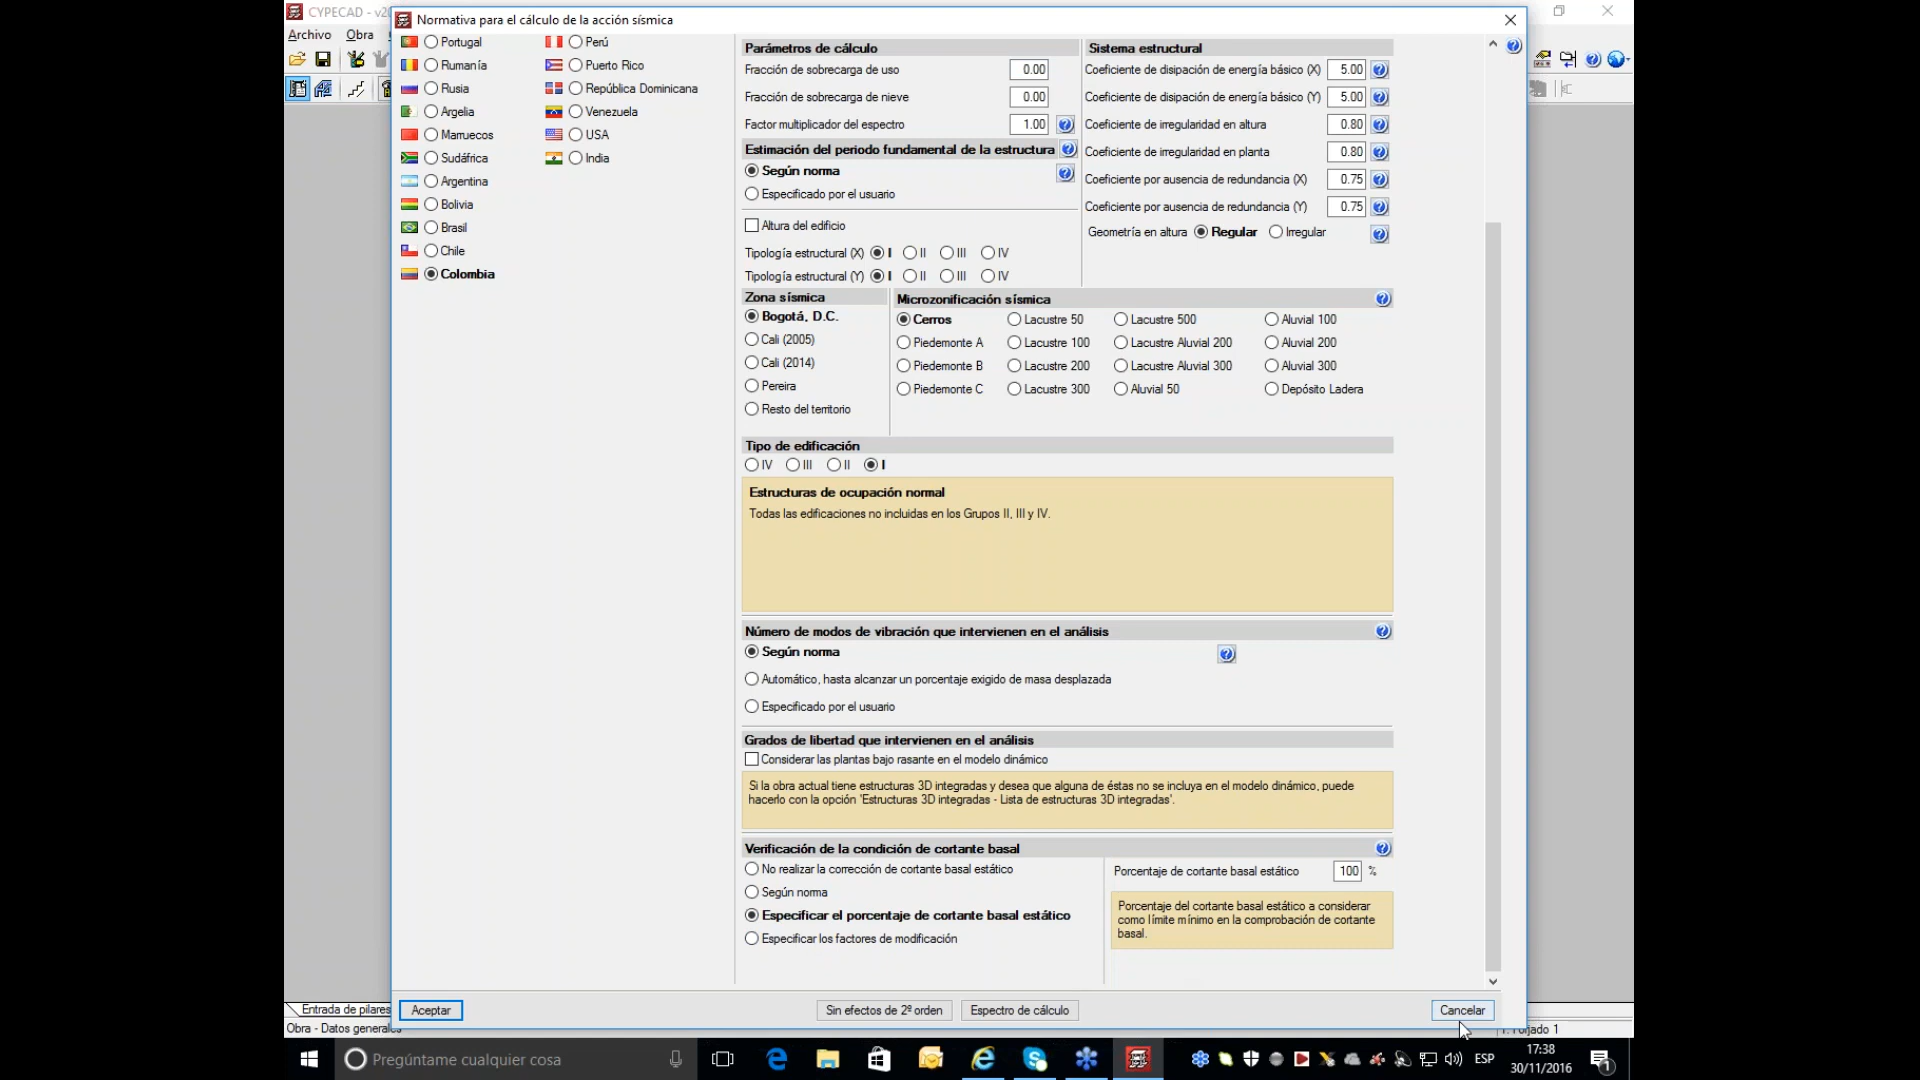 CYPECAD - v20
Normativa para el cálculo de la acción sísmica
Archivo Obra
Portugal Perú
Rumanía Puerto Rico
Rusia República Dominicana
Argelia Venezuela
Marruecos USA
Sudáfrica India
Argentina
Bolivia
Brasil
Chile
Colombia
Parámetros de cálculo
Fracción de sobrecarga de uso 0.00
Fracción de sobrecarga de nieve 0.00
Factor multiplicador del espectro 1.00
Estimación del periodo fundamental de la estructura
Según norma
Especificado por el usuario
Altura del edificio
Tipología estructural (X) I II III IV
Tipología estructural (Y) I II III IV
Sistema estructural
Coeficiente de disipación de energía básico (X) 5.00
Coeficiente de disipación de energía básico (Y) 5.00
Coeficiente de irregularidad en altura 0.80
Coeficiente de irregularidad en planta 0.80
Coeficiente por ausencia de redundancia (X) 0.75
Coeficiente por ausencia de redundancia (Y) 0.75
Geometría en altura Regular Irregular
Zona sísmica
Bogotá, D.C.
Cali (2005)
Cali (2014)
Pereira
Resto del territorio
Microzonificación sísmica
Cerros Lacustre 50 Lacustre 500 Aluvial 100
Piedemonte A Lacustre 100 Lacustre Aluvial 200 Aluvial 200
Piedemonte B Lacustre 200 Lacustre Aluvial 300 Aluvial 300
Piedemonte C Lacustre 300 Aluvial 50 Depósito Ladera
Tipo de edificación
IV III II I
Estructuras de ocupación normal
Todas las edificaciones no incluidas en los Grupos II, III y IV.
Número de modos de vibración que intervienen en el análisis
Según norma
Automático, hasta alcanzar un porcentaje exigido de masa desplazada
Especificado por el usuario
Grados de libertad que intervienen en el análisis
Considerar las plantas bajo rasante en el modelo dinámico
Si la obra actual tiene estructuras 3D integradas y desea que alguna de éstas no se incluya en el modelo dinámico, puede
hacerlo con la opción 'Estructuras 3D integradas - Lista de estructuras 3D integradas'.
Verificación de la condición de cortante basal
No realizar la corrección de cortante basal estático
Según norma
Especificar el porcentaje de cortante basal estático
Especificar los factores de modificación
Porcentaje de cortante basal estático 100 %
Porcentaje del cortante basal estático a considerar
como límite mínimo en la comprobación de cortante
basal.
Aceptar Sin efectos de 2º orden Espectro de cálculo Cancelar
Entrada de pilares
Obra - Datos generales
Pregúntame cualquier cosa
ESP
17:38
30/11/2016
1